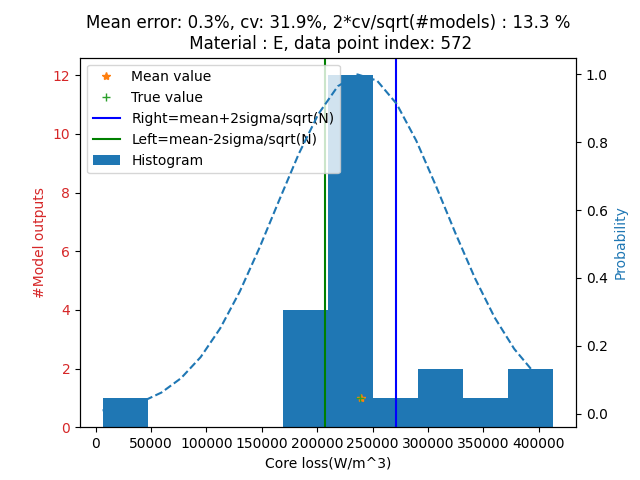 Mean error: 0.3%, cv: 31.9%, 2*cv/sqrt(#models) : 13.3 %
Material : E, data point index: 572
Mean value
True value
Right=mean+2sigma/sqrt(N)
Left=mean-2sigma/sqrt(N)
Histogram
12
10
8
6
4
2
0
#Model outputs
1.0
0.8
0.6
0.4
0.2
0.0
Probability
0 50000 100000 150000 200000 250000 300000 350000 400000
Core loss(W/m^3)